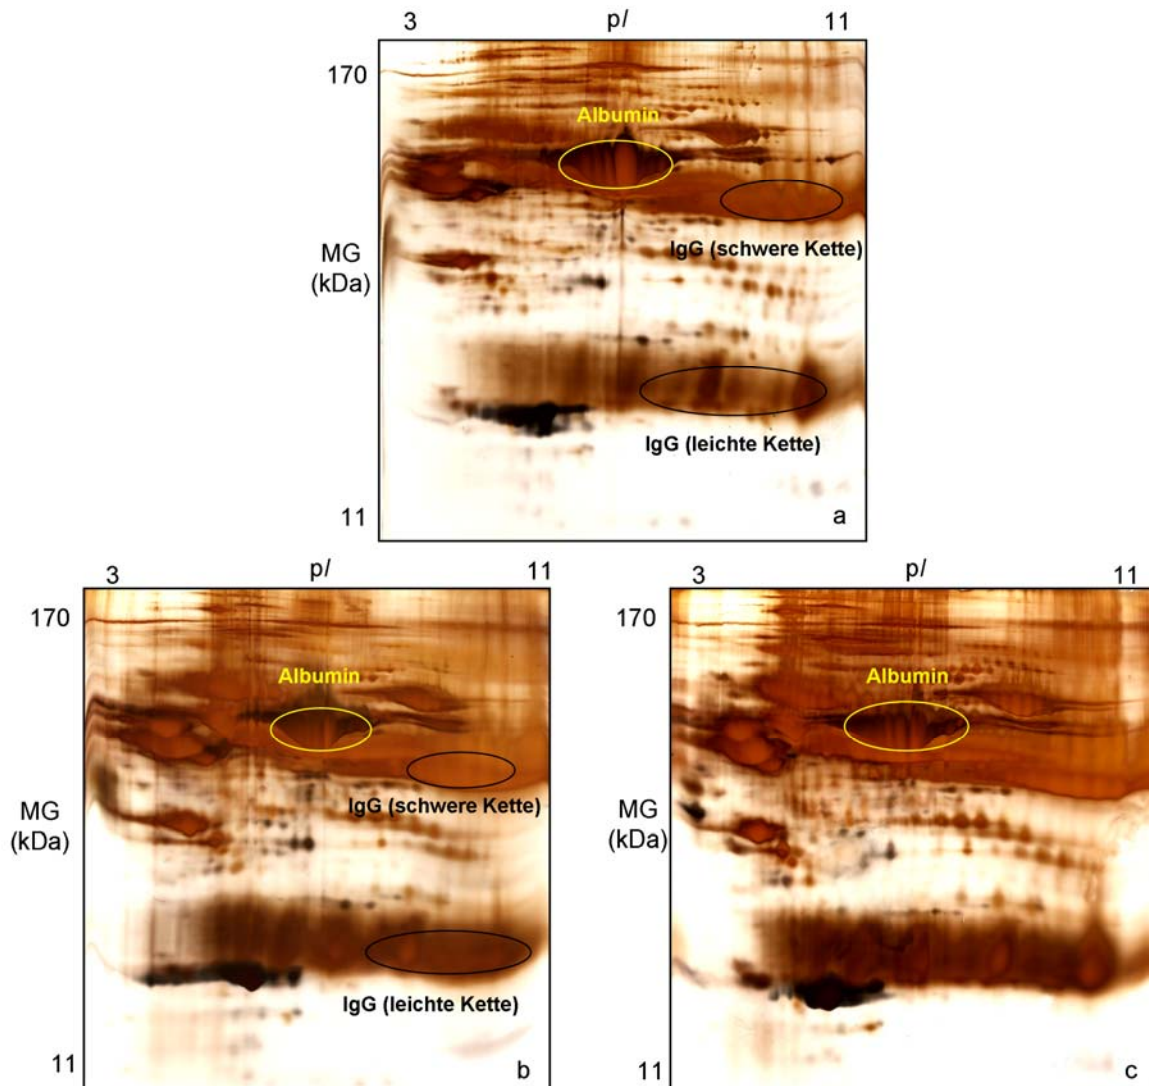 3 pI 11
170
Albumin
IgG (schwere Kette)
MG
(kDa)
IgG (leichte Kette)
11
a
3 pI 11
170
Albumin
IgG (schwere Kette)
MG
(kDa)
IgG (leichte Kette)
11
b
3 pI 11
170
Albumin
MG
(kDa)
11
c